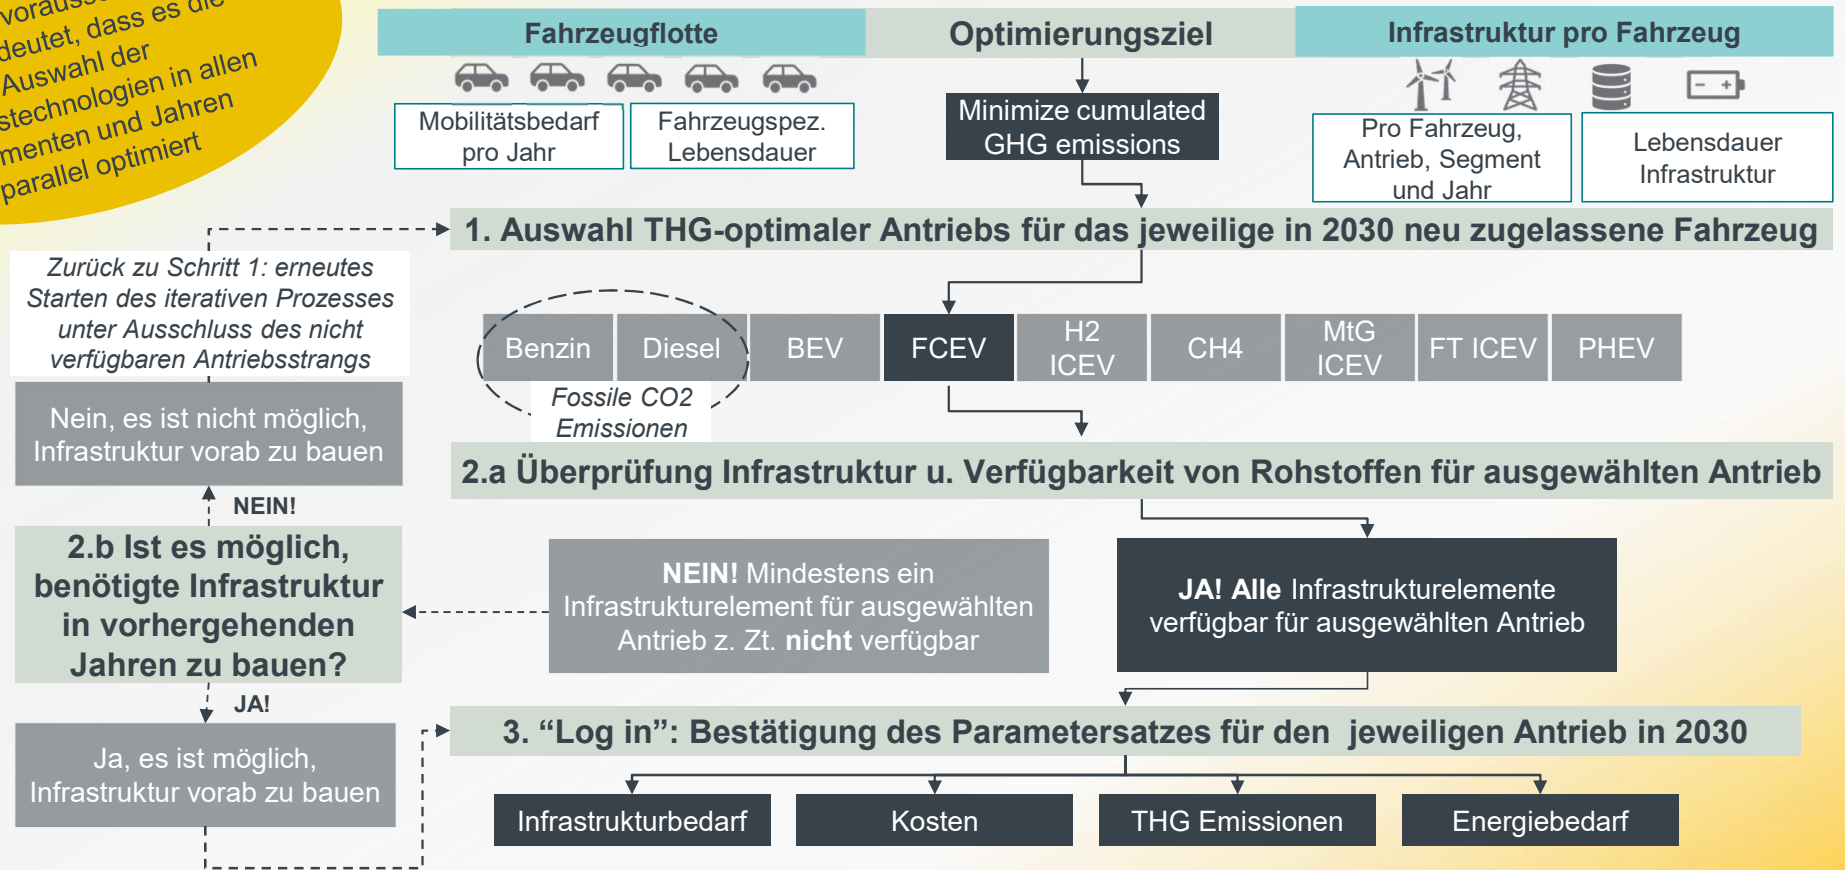 deutet, dass es die
Auswahl der
stechnologien in allen
menten und Jahren
parallel optimiert
Fahrzeugflotte
Optimierungsziel
Infrastruktur pro Fahrzeug
Mobilitätsbedarf
pro Jahr
Fahrzeugspez.
Lebensdauer
Minimize cumulated
GHG emissions
Pro Fahrzeug,
Antrieb, Segment
und Jahr
Lebensdauer
Infrastruktur
1. Auswahl THG-optimaler Antriebs für das jeweilige in 2030 neu zugelassene Fahrzeug
Zurück zu Schritt 1: erneutes
Starten des iterativen Prozesses
unter Ausschluss des nicht
verfügbaren Antriebsstrangs
Benzin
Diesel
BEV
FCEV
H2
ICEV
CH4
MtG
ICEV
FT ICEV
PHEV
Fossile CO2
Emissionen
Nein, es ist nicht möglich,
Infrastruktur vorab zu bauen
2.a Überprüfung Infrastruktur u. Verfügbarkeit von Rohstoffen für ausgewählten Antrieb
NEIN!
2.b Ist es möglich,
benötigte Infrastruktur
in vorhergehenden
Jahren zu bauen?
NEIN! Mindestens ein
Infrastrukturelement für ausgewählten
Antrieb z. Zt. nicht verfügbar
JA! Alle Infrastrukturelemente
verfügbar für ausgewählten Antrieb
JA!
Ja, es ist möglich,
Infrastruktur vorab zu bauen
3. “Log in”: Bestätigung des Parametersatzes für den jeweiligen Antrieb in 2030
Infrastrukturbedarf
Kosten
THG Emissionen
Energiebedarf